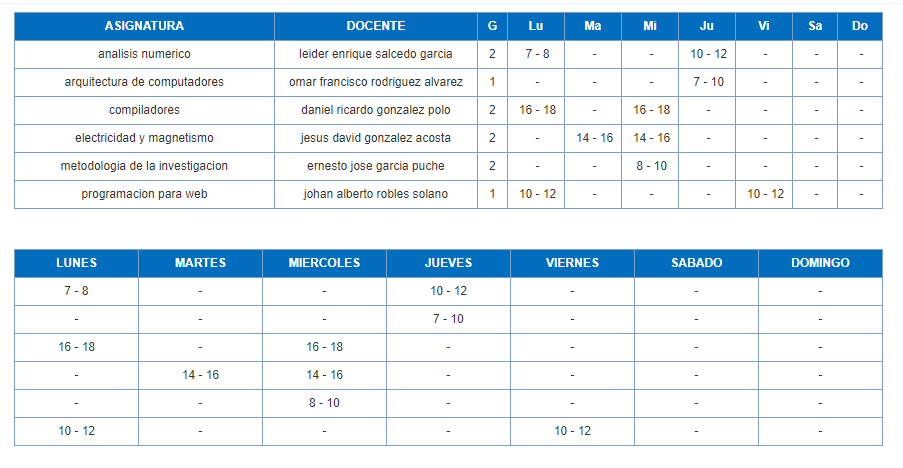 ASIGNATURA DOCENTE G Lu Ma Mi Ju Vi Sa Do
analisis numerico leider enrique salcedo garcia 2 7 - 8 - - 10 - 12 - - -
arquitectura de computadores omar francisco rodriguez alvarez 1 - - - 7 - 10 - - -
compiladores daniel ricardo gonzalez polo 2 16 - 18 - 16 - 18 - - - -
electricidad y magnetismo jesus david gonzalez acosta 2 - 14 - 16 14 - 16 - - - -
metodologia de la investigacion ernesto jose garcia puche 2 - - 8 - 10 - - - -
programacion para web johan alberto robles solano 1 10 - 12 - - - 10 - 12 - -
LUNES MARTES MIERCOLES JUEVES VIERNES SABADO DOMINGO
7 - 8 - - 10 - 12 - - -
- - - 7 - 10 - - -
16 - 18 - 16 - 18 - - - -
- 14 - 16 14 - 16 - - - -
- - 8 - 10 - - - -
10 - 12 - - - 10 - 12 - -